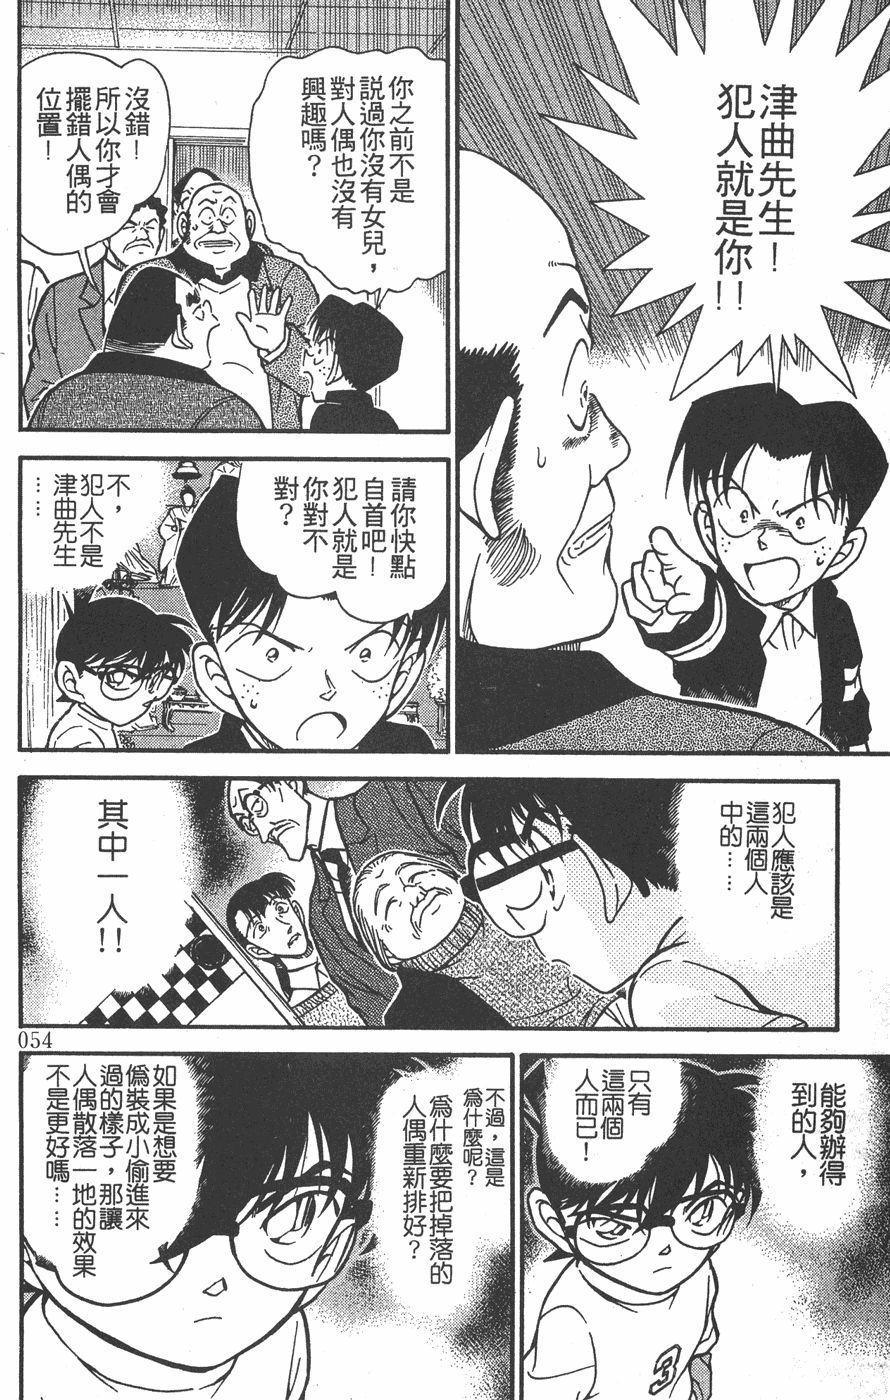 津曲先生！
犯人就是你！！
你之前不是
說過你沒有女兒，
對人偶也沒有
興趣嗎？
沒錯！
所以你才會
擺錯人偶的
位置！
請你快點
自首吧！
犯人就是
你對不
對？
不，
犯人不是
津曲先生
……
犯人應該是
這兩個人
中的……
其中一人！！
054
能夠辦得
到的人，
只有
這兩個
人而已！
不過，這是
為什麼呢？
為什麼要把掉落的
人偶重新排好？
如果是想要
偽裝成小偷進來
過的樣子，那讓
人偶散落一地的效果
不是更好嗎……
3